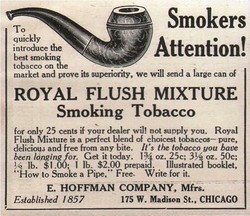 Smokers
Attention!
To
quickly
introduce the
best smoking
tobacco on the
market and prove its superiority, we will send a large can of
ROYAL FLUSH MIXTURE
Smoking Tobacco
for only 25 cents if your dealer will not supply you. Royal
Flush Mixture is a perfect blend of choicest tobaccos—pure,
delicious and free from any bite. It's the tobacco you have
been longing for. Get it today. 1¾ oz. 25c; 3½ oz. 50c;
½ lb. $1.00; 1 lb. $2.00 prepaid. Illustrated booklet,
"How to Smoke a Pipe," Free. Write for it.
E. HOFFMAN COMPANY, Mfrs.
Established 1857 175 W. Madison St., CHICAGO